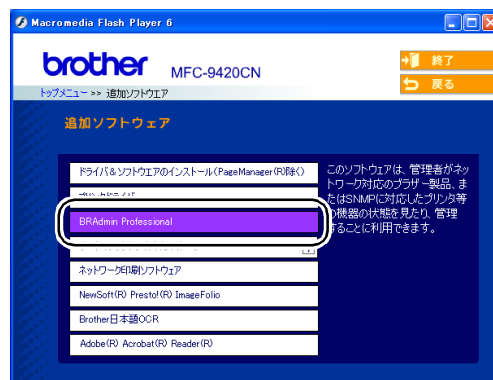 Macromedia Flash Player 6
brother
MFC-9420CN
終了
戻る
トップメニュー >> 追加ソフトウエア
追加ソフトウェア
ドライバ&ソフトウエアのインストール(PageManager(R)除く)
BRAdmin Professional
ネットワーク印刷ソフトウェア
NewSoft(R) Presto!(R) ImageFolio
Brother日本語OCR
Adobe(R) Acrobat(R) Reader(R)
このソフトウェアは、管理者がネッ
トワーク対応のブラザー製品、ま
たはSNMPに対応したプリンタ等
の機器の状態を見たり、管理
することに利用できます。